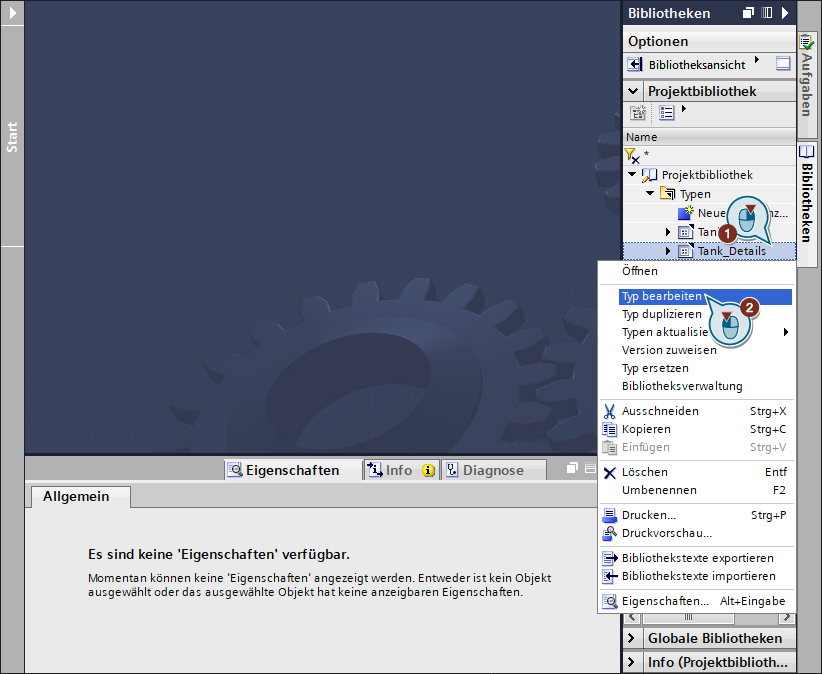 Start
Bibliotheken
Optionen
Bibliotheksansicht
Projektbibliothek
Name
*
Projektbibliothek
Typen
Neue
nz...
Tan
Tank_Details
1
Öffnen
Typ bearbeiten
2
Typ duplizieren
Typen aktualisie
Version zuweisen
Typ ersetzen
Bibliotheksverwaltung
Ausschneiden Strg+X
Kopieren Strg+C
Einfügen Strg+V
Löschen Entf
Umbenennen F2
Drucken... Strg+P
Druckvorschau...
Bibliothekstexte exportieren
Bibliothekstexte importieren
Eigenschaften... Alt+Eingabe
Globale Bibliotheken
Info (Projektbiblioth...
Aufgaben
Bibliotheken
Eigenschaften
Info
Diagnose
Allgemein
Es sind keine 'Eigenschaften' verfügbar.
Momentan können keine 'Eigenschaften' angezeigt werden. Entweder ist kein Objekt
ausgewählt oder das ausgewählte Objekt hat keine anzeigbaren Eigenschaften.